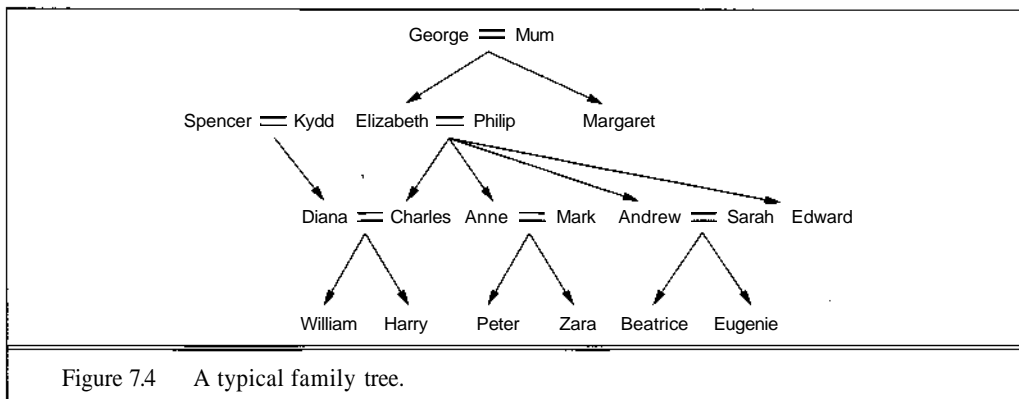 George Mum
Spencer Kydd Elizabeth Philip Margaret
Diana Charles Anne Mark Andrew Sarah Edward
William Harry Peter Zara Beatrice Eugenie
Figure 7.4 A typical family tree.